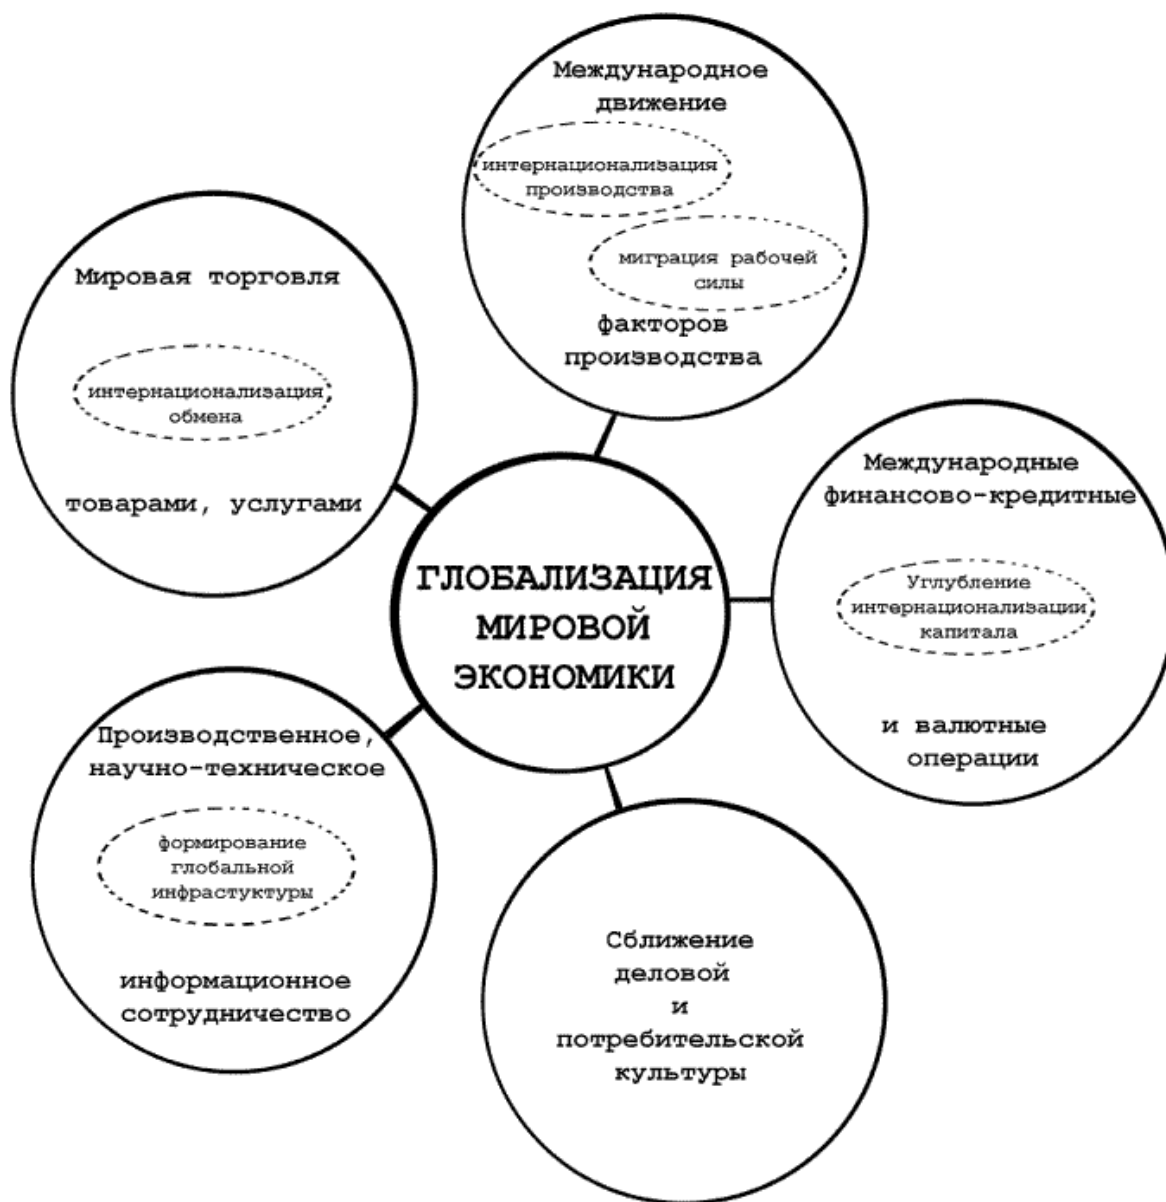 Международное
движение
интернационализация
производства
миграция рабочей
силы
факторов
производства
Мировая торговля
интернационализация
обмена
товарами, услугами
Международные
финансово-кредитные
Углубление
интернационализации
капитала
и валютные
операции
ГЛОБАЛИЗАЦИЯ
МИРОВОЙ
ЭКОНОМИКИ
Производственное,
научно-техническое
формирование
глобальной
инфрастуктуры
информационное
сотрудничество
Сближение
деловой
и
потребительской
культуры